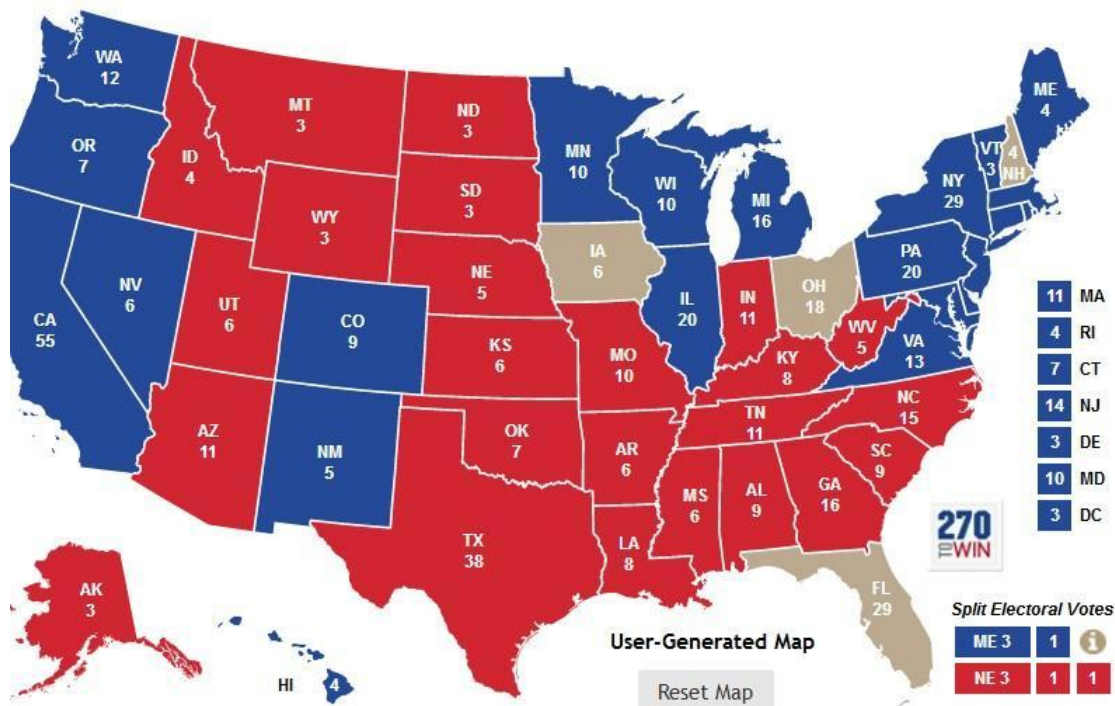 WA
12
OR
7
CA
55
NV
6
ID
4
MT
3
WY
3
UT
6
AZ
11
CO
9
NM
5
ND
3
SD
3
NE
5
KS
6
OK
7
TX
38
MN
10
IA
6
MO
10
AR
6
LA
8
WI
10
IL
20
MI
16
IN
11
OH
18
KY
8
TN
11
MS
6
AL
9
GA
16
FL
29
SC
9
NC
15
VA
13
WV
5
PA
20
NY
29
VT
3
4
NH
ME
4
AK
3
HI
4
11 MA
4 RI
7 CT
14 NJ
3 DE
10 MD
3 DC
270
TO WIN
Split Electoral Votes
ME 3 1 i
NE 3 1 1
User-Generated Map
Reset Map